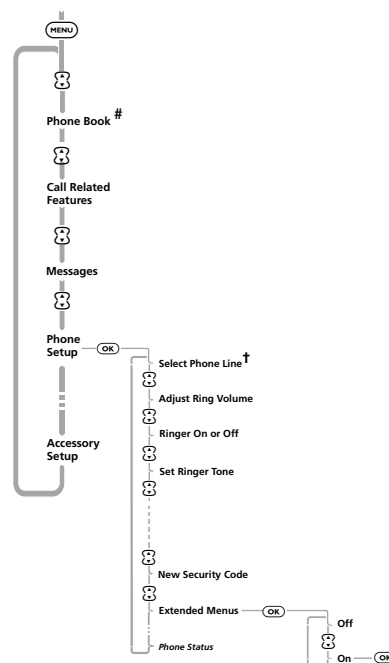 MENU
Phone Book #
Call Related
Features
Messages
Phone
Setup
OK
Select Phone Line†
Adjust Ring Volume
Ringer On or Off
Set Ringer Tone
Accessory
Setup
New Security Code
Extended Menus
OK
Off
Phone Status
On
OK